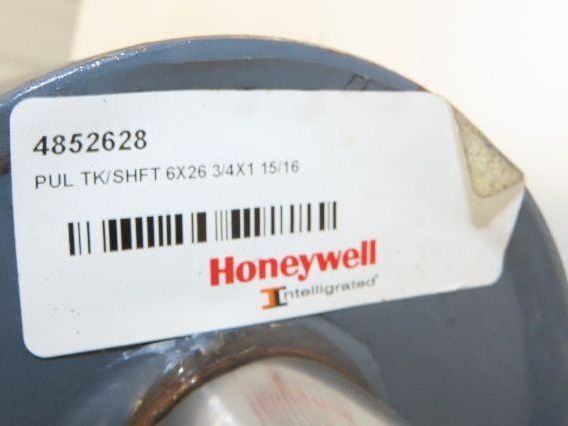 4852628
PUL TK/SHFT 6X26 3/4X1 15/16
Honeywell
Intelligrated